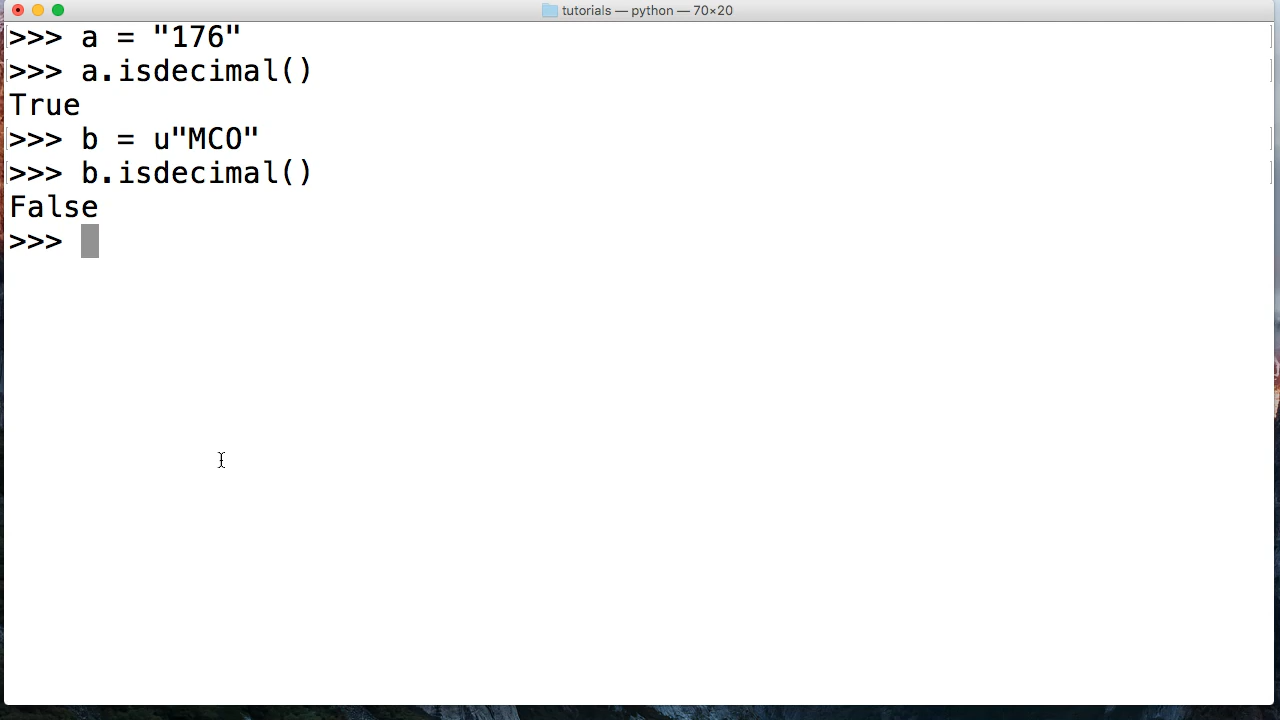 tutorials — python — 70×20
>>> a = "176"
>>> a.isdecimal()
True
>>> b = u"MCO"
>>> b.isdecimal()
False
>>>